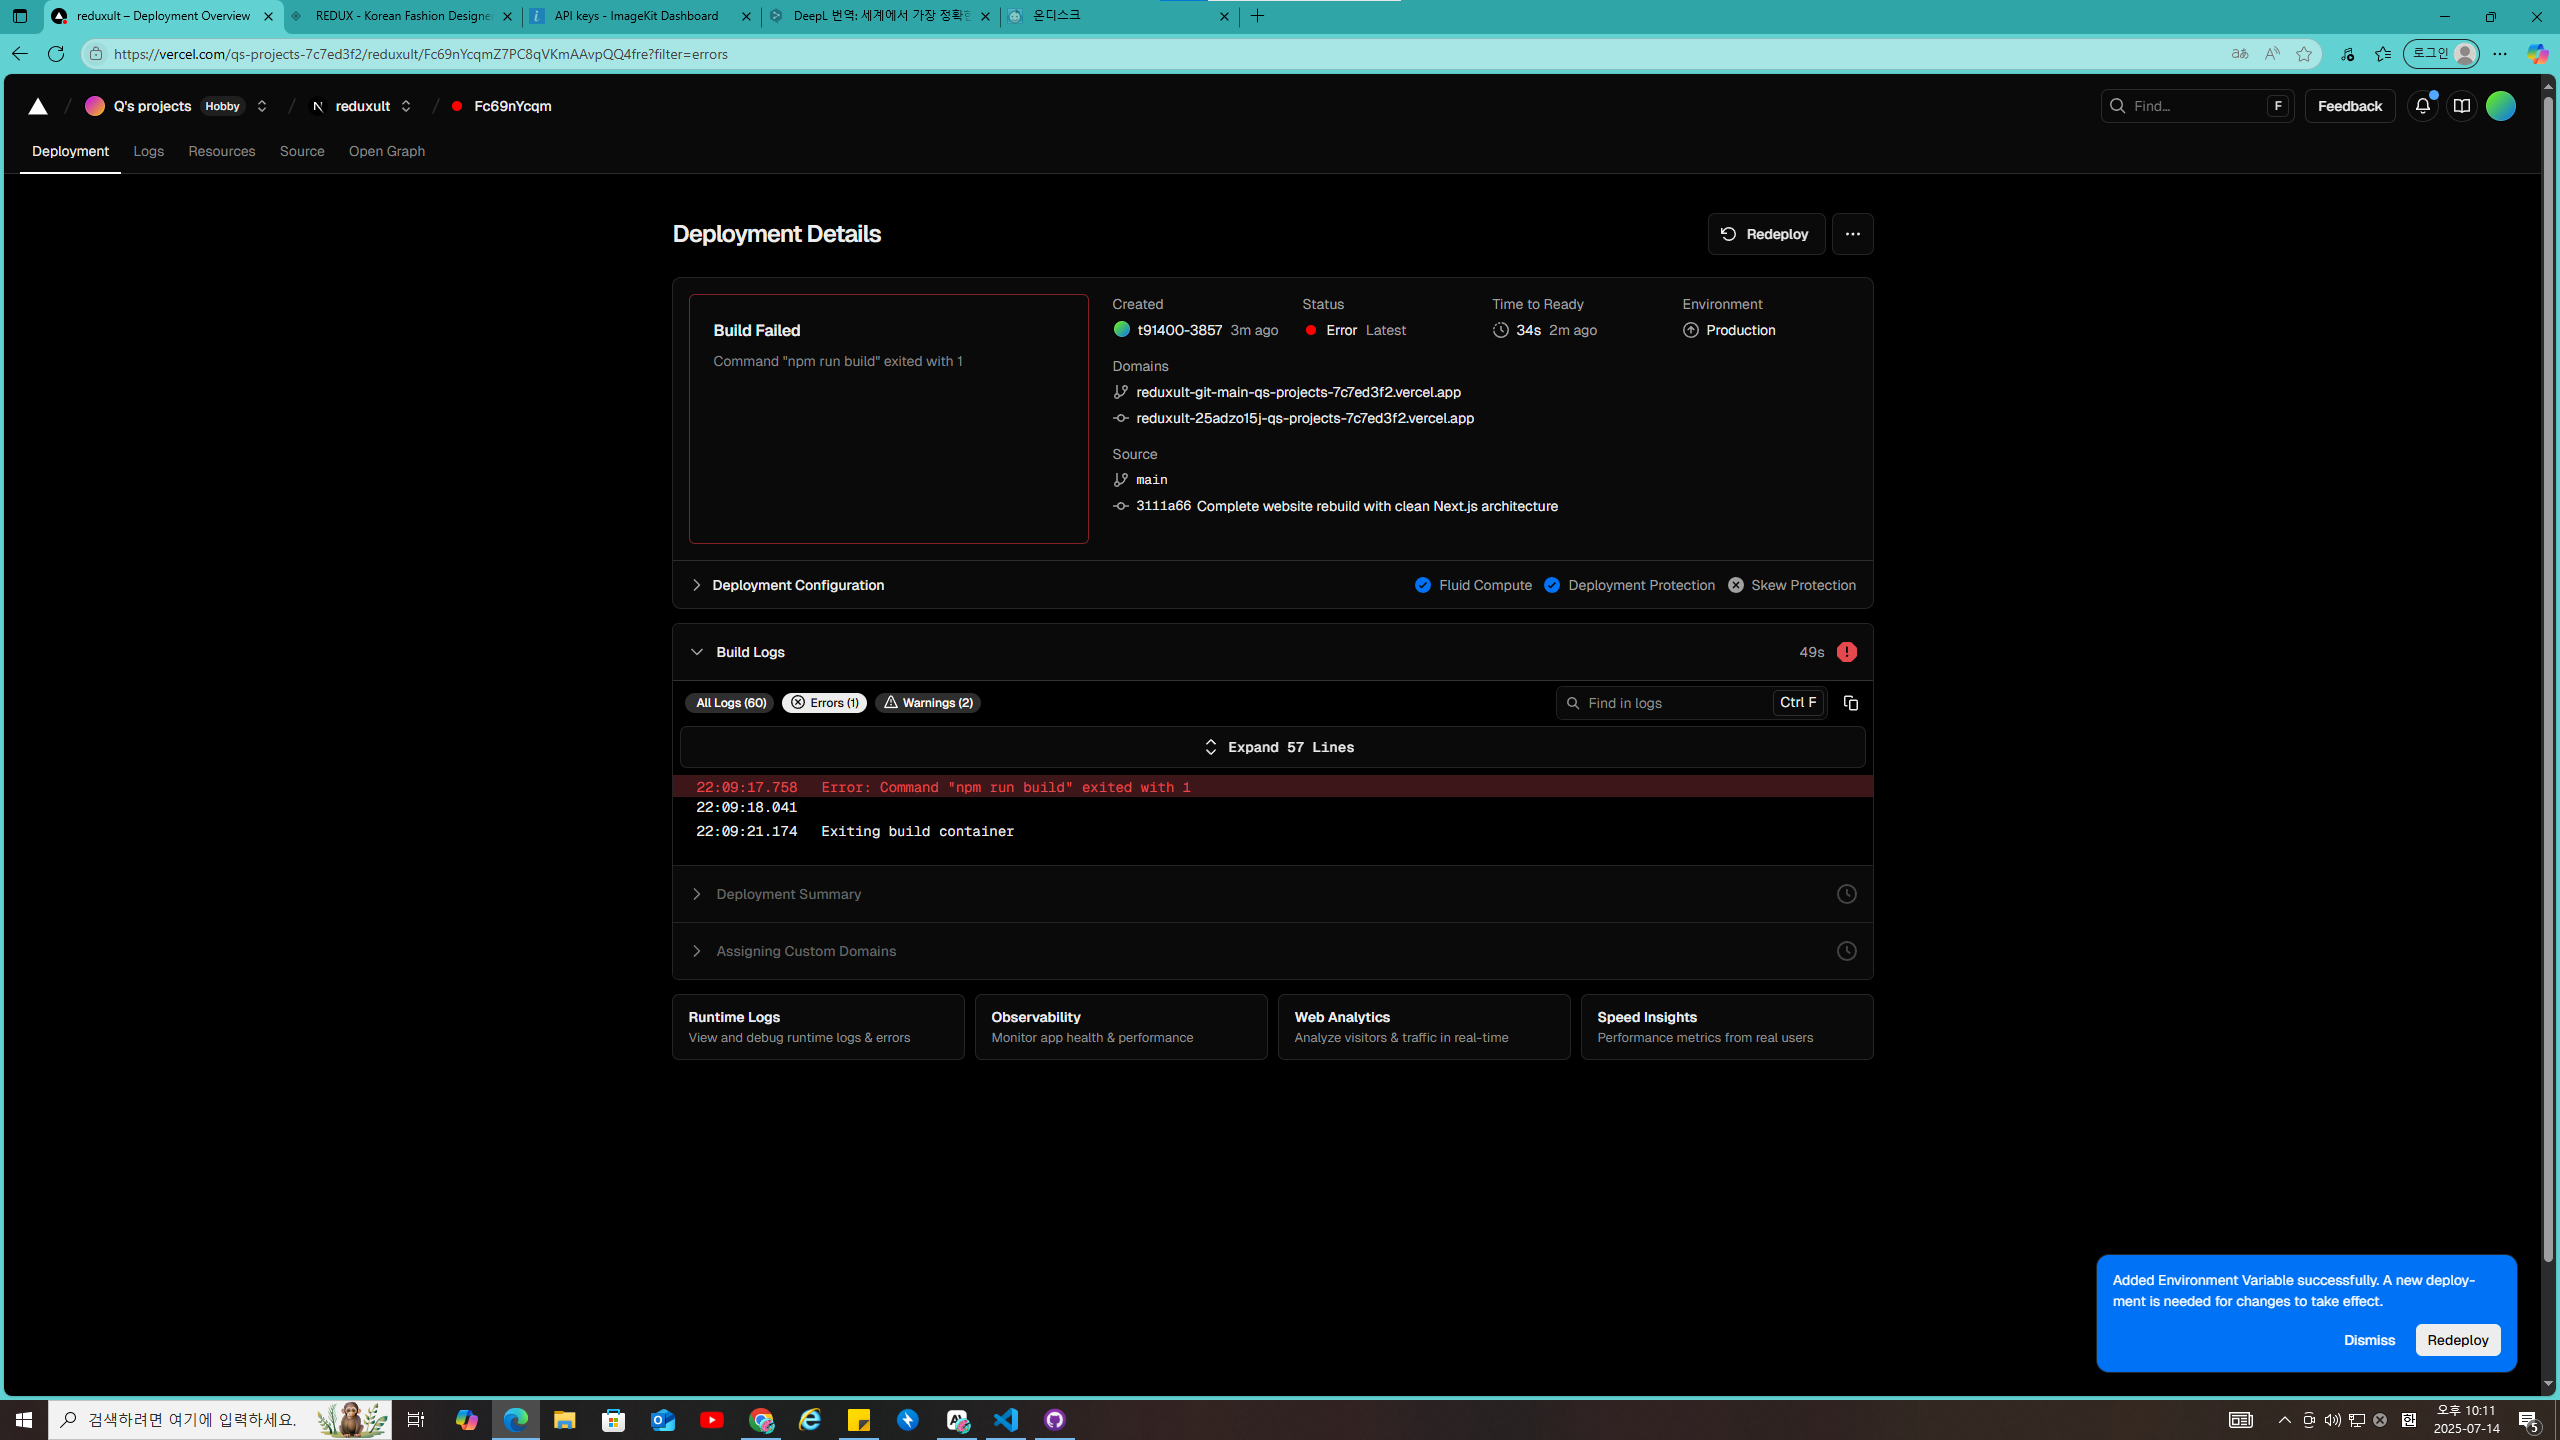 reduxult – Deployment Overview
REDUX - Korean Fashion Designer
API keys - ImageKit Dashboard
DeepL 번역: 세계에서 가장 정확한
온디스크
https://vercel.com/qs-projects-7c7ed3f2/reduxult/Fc69nYcqmZ7PC8qVKmAAvpQQ4fre?filter=errors
로그인
Q's projects Hobby
reduxult
Fc69nYcqm
Find…
F
Feedback
Deployment
Logs
Resources
Source
Open Graph
Deployment Details
Redeploy
Build Failed
Command "npm run build" exited with 1
Created
t91400-3857 3m ago
Status
Error Latest
Time to Ready
34s 2m ago
Environment
Production
Domains
reduxult-git-main-qs-projects-7c7ed3f2.vercel.app
reduxult-25adzo15j-qs-projects-7c7ed3f2.vercel.app
Source
main
3111a66 Complete website rebuild with clean Next.js architecture
Deployment Configuration
Fluid Compute
Deployment Protection
Skew Protection
Build Logs
49s
All Logs (60)
Errors (1)
Warnings (2)
Find in logs
Ctrl F
Expand 57 Lines
22:09:17.758 Error: Command "npm run build" exited with 1
22:09:18.041
22:09:21.174 Exiting build container
Deployment Summary
Assigning Custom Domains
Runtime Logs
View and debug runtime logs & errors
Observability
Monitor app health & performance
Web Analytics
Analyze visitors & traffic in real-time
Speed Insights
Performance metrics from real users
Added Environment Variable successfully. A new deploy-
ment is needed for changes to take effect.
Dismiss
Redeploy
검색하려면 여기에 입력하세요.
오후 10:11
2025-07-14
5